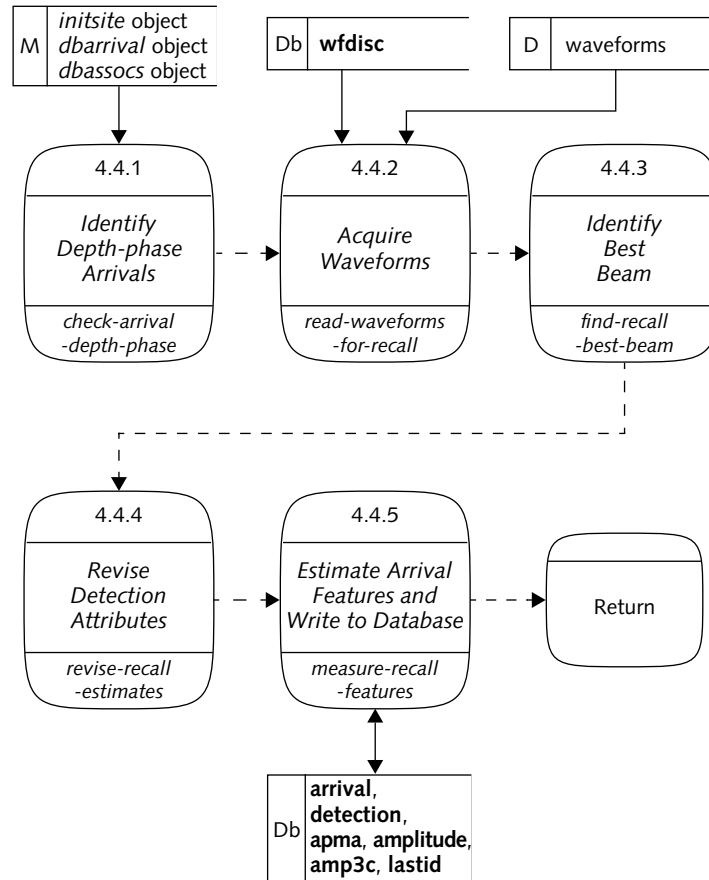 M
initsite object
dbarrival object
dbassocs object
Db
wfdisc
D
waveforms
4.4.1
Identify
Depth-phase
Arrivals
check-arrival
-depth-phase
4.4.2
Acquire
Waveforms
read-waveforms
-for-recall
4.4.3
Identify
Best
Beam
find-recall
-best-beam
4.4.4
Revise
Detection
Attributes
revise-recall
-estimates
4.4.5
Estimate Arrival
Features and
Write to Database
measure-recall
-features
Return
Db
arrival,
detection,
apma, amplitude,
amp3c, lastid